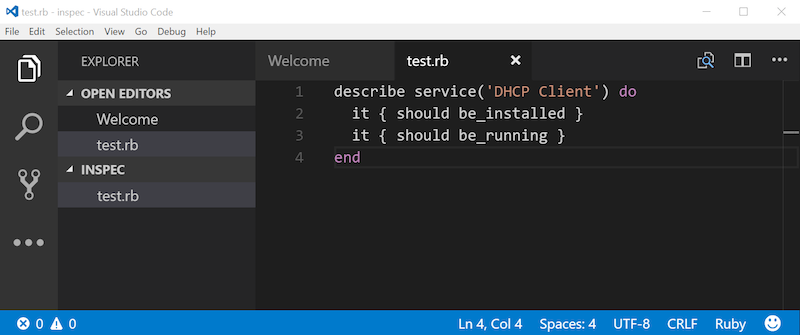 test.rb - inspec - Visual Studio Code
File Edit Selection View Go Debug Help
EXPLORER
OPEN EDITORS
Welcome
test.rb
INSPEC
test.rb
Welcome test.rb
1 describe service('DHCP Client') do
2 it { should be_installed }
3 it { should be_running }
4 end
0 0 Ln 4, Col 4 Spaces: 4 UTF-8 CRLF Ruby